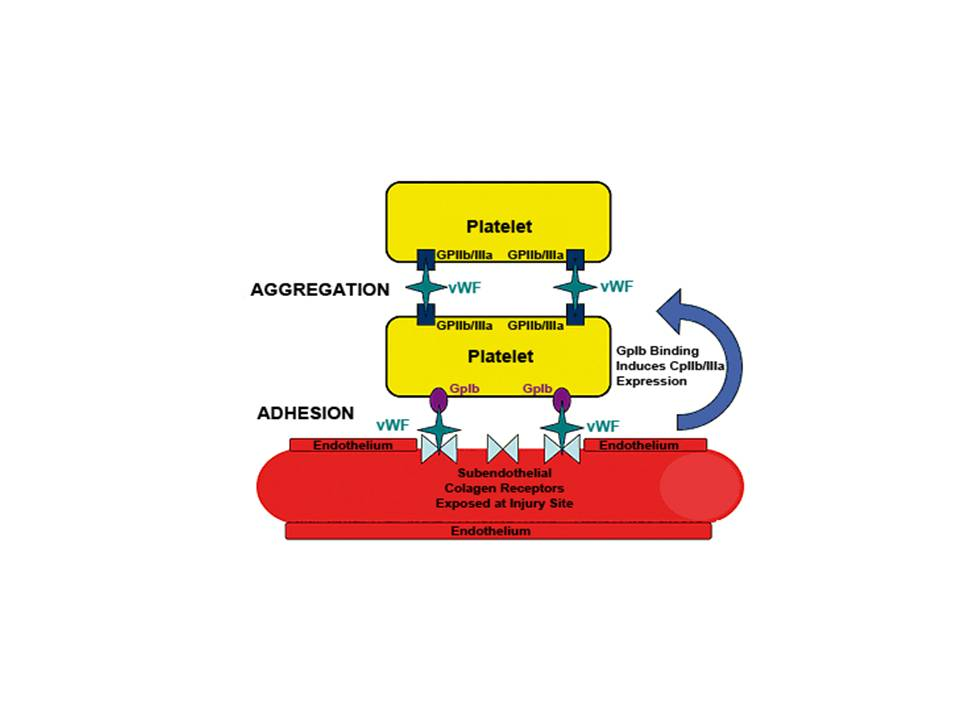 Platelet
GPIIb/IIIa GPIIb/IIIa
AGGREGATION
vWF vWF
GPIIb/IIIa GPIIb/IIIa
Platelet
GpIb Binding
Induces CpIIb/IIIa
Expression
GpIb GpIb
ADHESION
vWF vWF
Endothelium Endothelium
Subendothelial
Colagen Receptors
Exposed at Injury Site
Endothelium